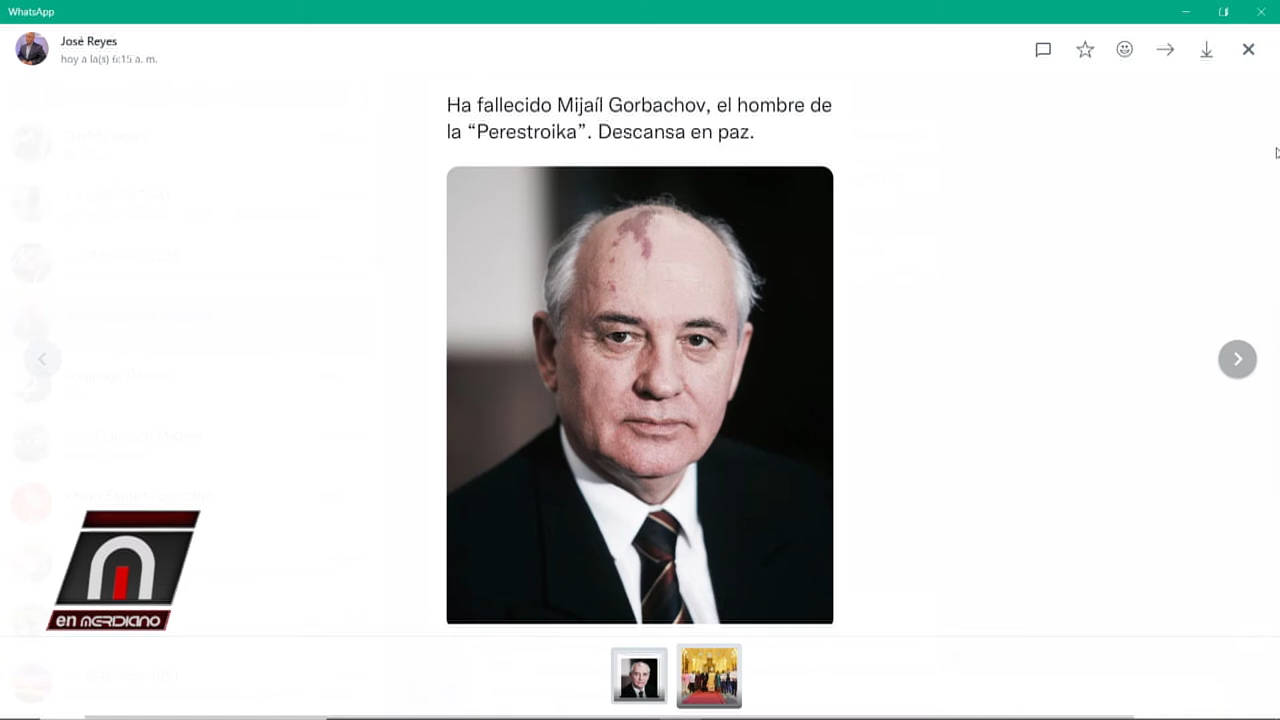 WhatsApp
José Reyes
hoy a la(s) 6:15 a. m.
Ha fallecido Mijaíl Gorbachov, el hombre de
la “Perestroika”. Descansa en paz.
en MERIDIANO